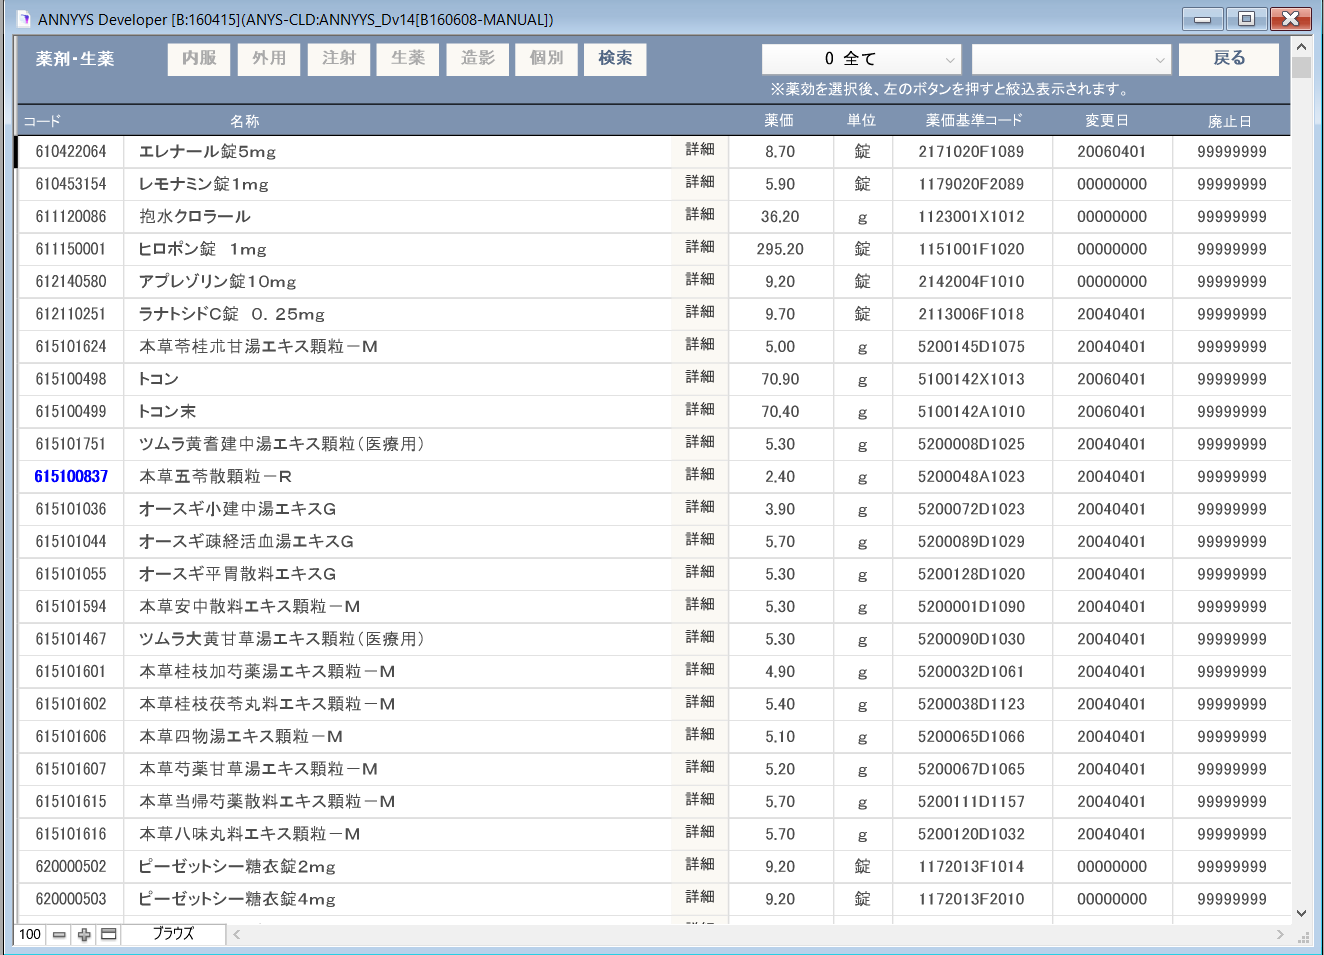 ANNYYS Developer [B:160415](ANYS-CLD:ANNYYS_Dv14[B160608-MANUAL])
薬剤・生薬 内服 外用 注射 生薬 造影 個別 検索 0 全て 戻る
※薬効を選択後、左のボタンを押すと絞込表示されます。
コード 名称 薬価 単位 薬価基準コード 変更日 廃止日
610422064 エレナール錠5mg 詳細 8.70 錠 2171020F1089 20060401 99999999
610453154 レモナミン錠1mg 詳細 5.90 錠 1179020F2089 00000000 99999999
611120086 抱水クロラール 詳細 36.20 g 1123001X1012 00000000 99999999
611150001 ヒロポン錠 1mg 詳細 295.20 錠 1151001F1020 00000000 99999999
612140580 アプレゾリン錠10mg 詳細 9.20 錠 2142004F1010 00000000 99999999
612110251 ラナトシドC錠 0.25mg 詳細 9.70 錠 2113006F1018 20040401 99999999
615101624 本草苓桂朮甘湯エキス顆粒-M 詳細 5.00 g 5200145D1075 20040401 99999999
615100498 トコン 詳細 70.90 g 5100142X1013 20060401 99999999
615100499 トコン末 詳細 70.40 g 5100142A1010 20060401 99999999
615101751 ツムラ黄耆建中湯エキス顆粒(医療用) 詳細 5.30 g 5200008D1025 20040401 99999999
615100837 本草五苓散顆粒-R 詳細 2.40 g 5200048A1023 20040401 99999999
615101036 オースギ小建中湯エキスG 詳細 3.90 g 5200072D1023 20040401 99999999
615101044 オースギ疎経活血湯エキスG 詳細 5.70 g 5200089D1029 20040401 99999999
615101055 オースギ平胃散料エキスG 詳細 5.30 g 5200128D1020 20040401 99999999
615101594 本草安中散料エキス顆粒-M 詳細 5.30 g 5200001D1090 20040401 99999999
615101467 ツムラ大黄甘草湯エキス顆粒(医療用) 詳細 5.30 g 5200090D1030 20040401 99999999
615101601 本草桂枝加芍薬湯エキス顆粒-M 詳細 4.90 g 5200032D1061 20040401 99999999
615101602 本草桂枝茯苓丸料エキス顆粒-M 詳細 5.40 g 5200038D1123 20040401 99999999
615101606 本草四物湯エキス顆粒-M 詳細 5.10 g 5200065D1066 20040401 99999999
615101607 本草芍薬甘草湯エキス顆粒-M 詳細 5.20 g 5200067D1065 20040401 99999999
615101615 本草当帰芍薬散料エキス顆粒-M 詳細 5.70 g 5200111D1157 20040401 99999999
615101616 本草八味丸料エキス顆粒-M 詳細 5.70 g 5200120D1032 20040401 99999999
620000502 ピーゼットシー糖衣錠2mg 詳細 9.20 錠 1172013F1014 00000000 99999999
620000503 ピーゼットシー糖衣錠4mg 詳細 9.20 錠 1172013F2010 00000000 99999999
100 ブラウズ